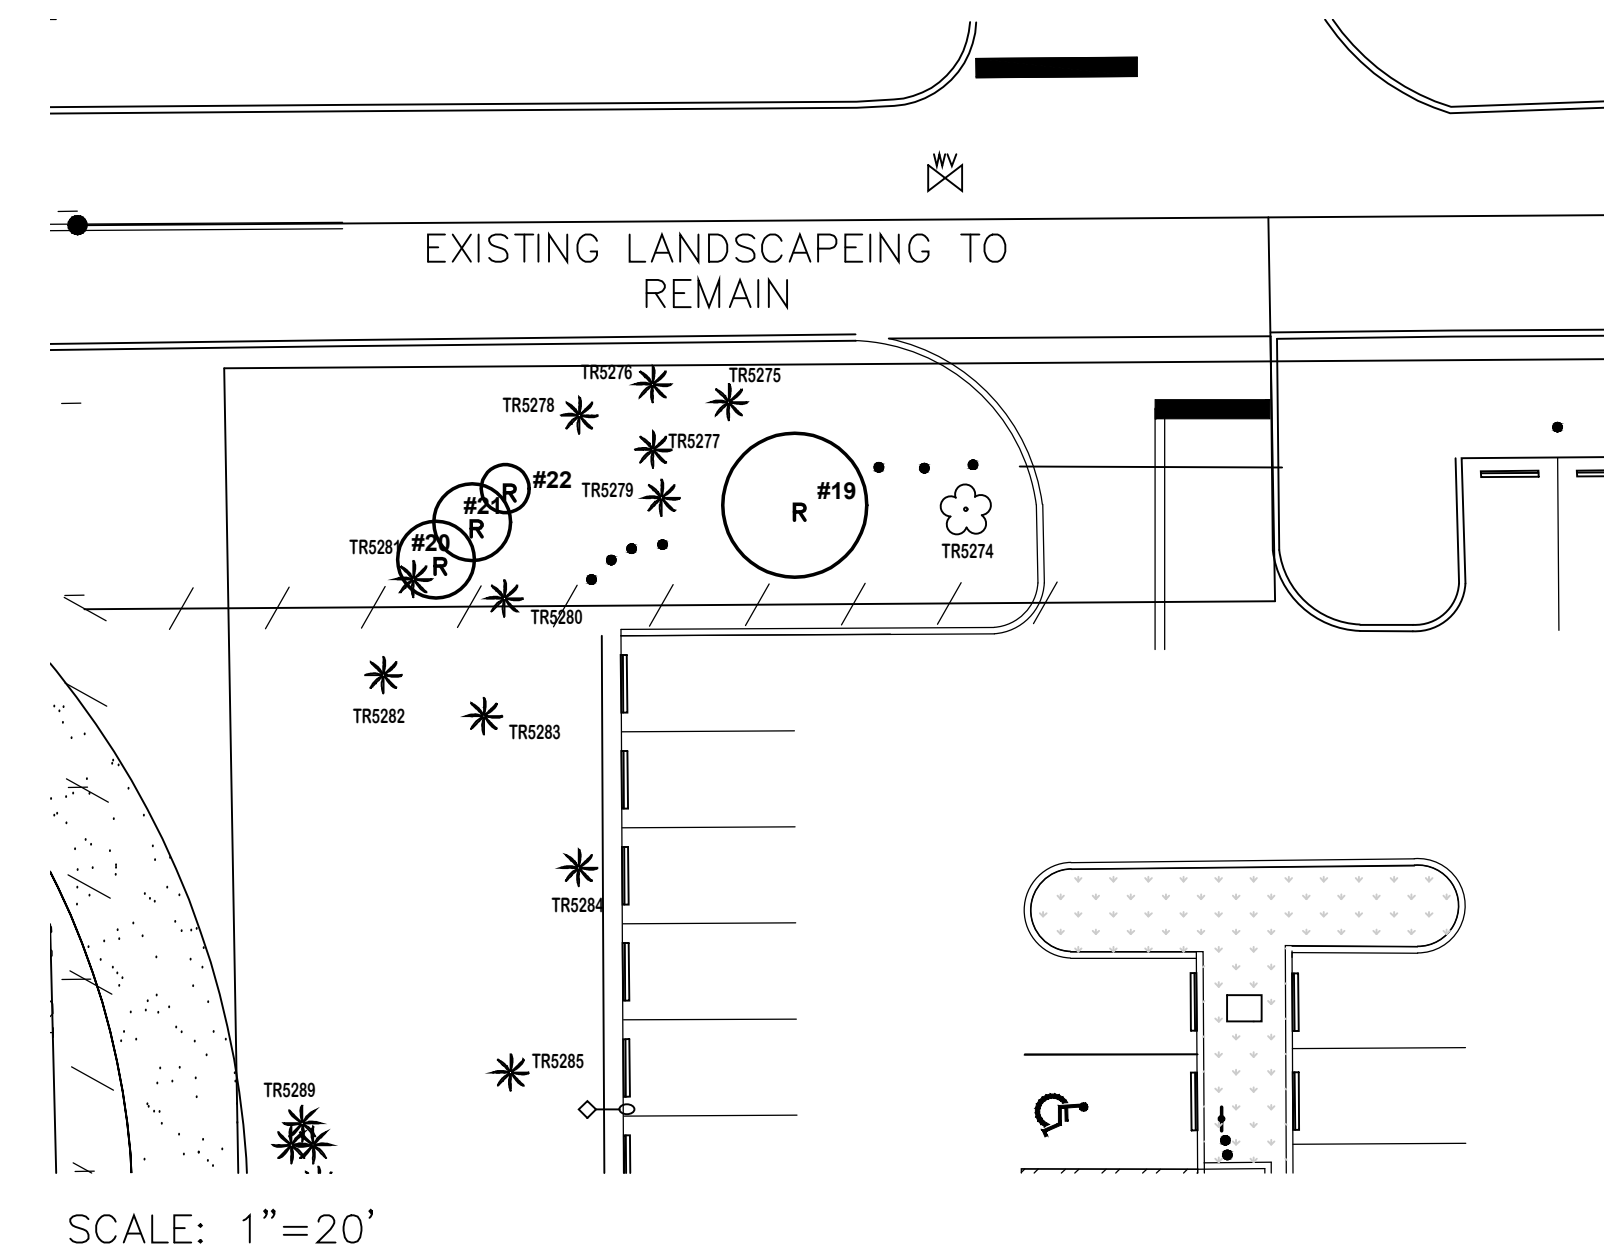 WV
EXISTING LANDSCAPEING TO
REMAIN
TR5276
TR5275
TR5278
TR5277
#22
R
TR5279
#19
R
#21
R
TR5281
#20
R
TR5274
TR5280
TR5282
TR5283
TR5284
TR5285
TR5289
SCALE: 1"=20'